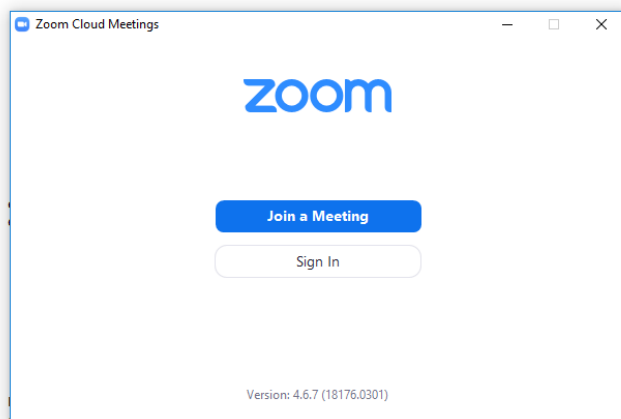 Zoom Cloud Meetings
zoom
Join a Meeting
Sign In
Version: 4.6.7 (18176.0301)